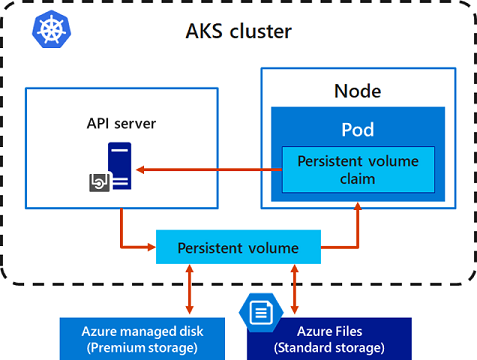 AKS cluster
API server
Node
Pod
Persistent volume
claim
Persistent volume
Azure managed disk
(Premium storage)
Azure Files
(Standard storage)